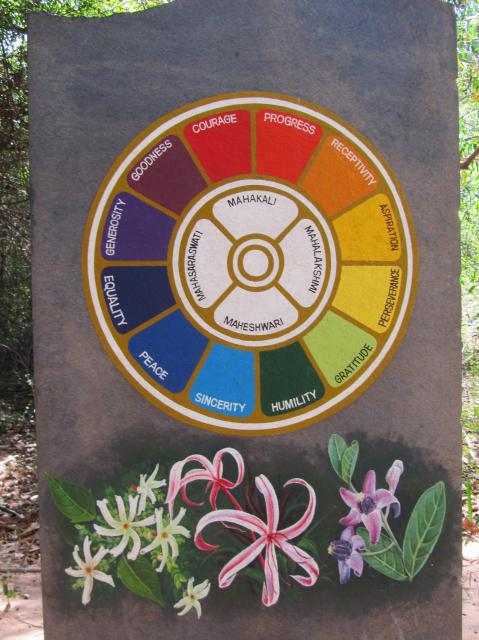 COURAGE
PROGRESS
RECEPTIVITY
ASPIRATION
PERSEVERANCE
GRATITUDE
HUMILITY
SINCERITY
PEACE
EQUALITY
GENEROSITY
GOODNESS
MAHAKALI
MAHALAKSHMI
MAHESHWARI
MAHASARASWATI